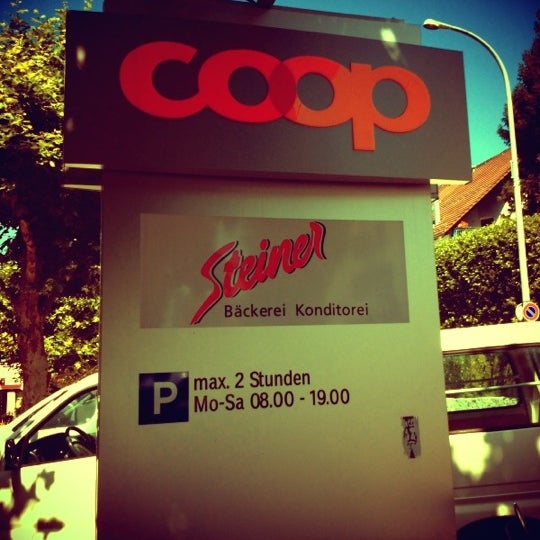 coop
Steiner
Bäckerei Konditorei
P
max. 2 Stunden
Mo-Sa 08.00 - 19.00